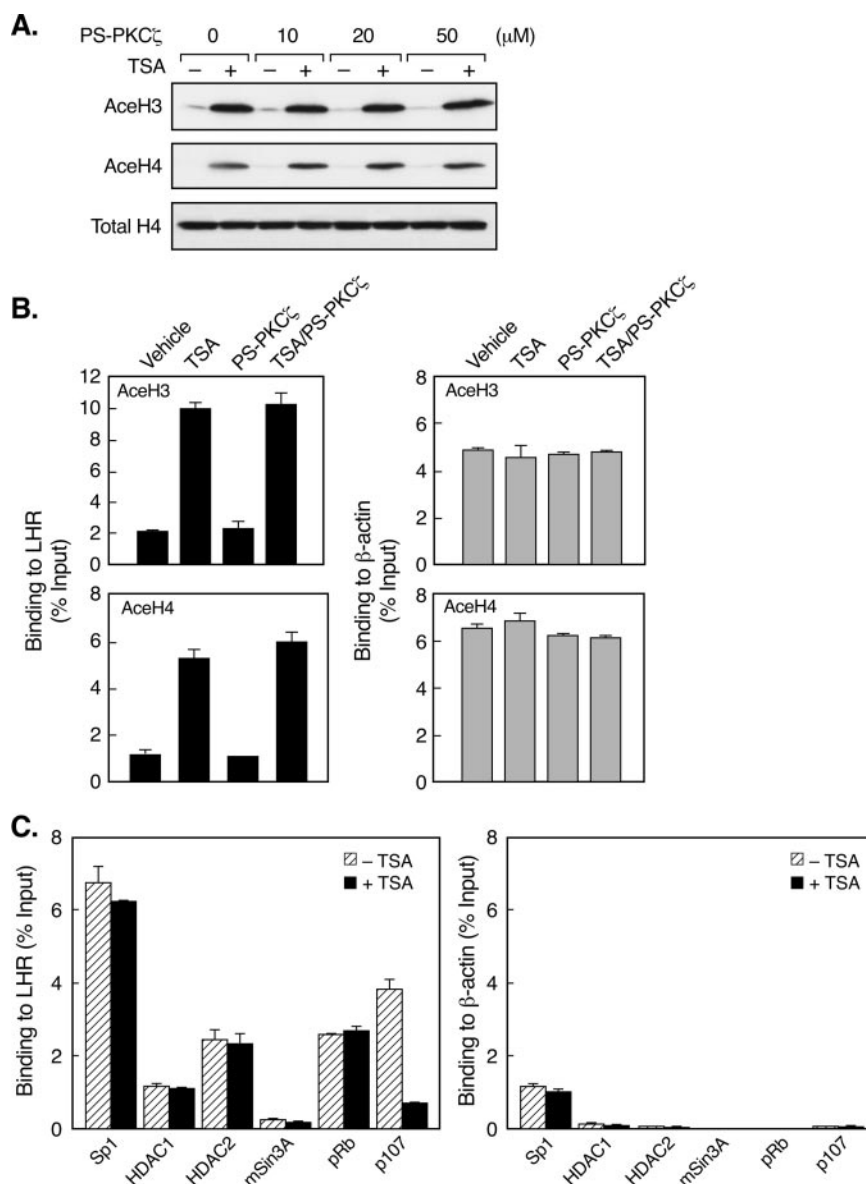 A.
PS-PKCζ 0 10 20 50 (μM)
TSA – + – + – + – +
AceH3
AceH4
Total H4
B.
Vehicle TSA PS-PKCζ TSA/PS-PKCζ
Binding to LHR
(% Input)
12
10
8
6
4
2
0
AceH3
8
6
4
2
0
AceH4
Vehicle TSA PS-PKCζ TSA/PS-PKCζ
Binding to β-actin
(% Input)
8
6
4
2
0
AceH3
8
6
4
2
0
AceH4
C.
Binding to LHR (% Input)
8
6
4
2
0
– TSA
+ TSA
Sp1 HDAC1 HDAC2 mSin3A pRb p107
Binding to β-actin (% Input)
8
6
4
2
0
– TSA
+ TSA
Sp1 HDAC1 HDAC2 mSin3A pRb p107